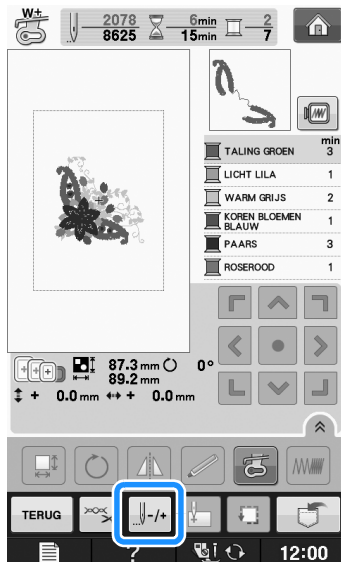 W+
2078 6min 2
8625 15min 7
min
TALING GROEN 3
LICHT LILA 1
WARM GRIJS 2
KOREN BLOEMEN
BLAUW 1
PAARS 3
ROSEROOD 1
87.3 mm 0°
89.2 mm
+ 0.0 mm + 0.0 mm
TERUG -/+
? 12:00